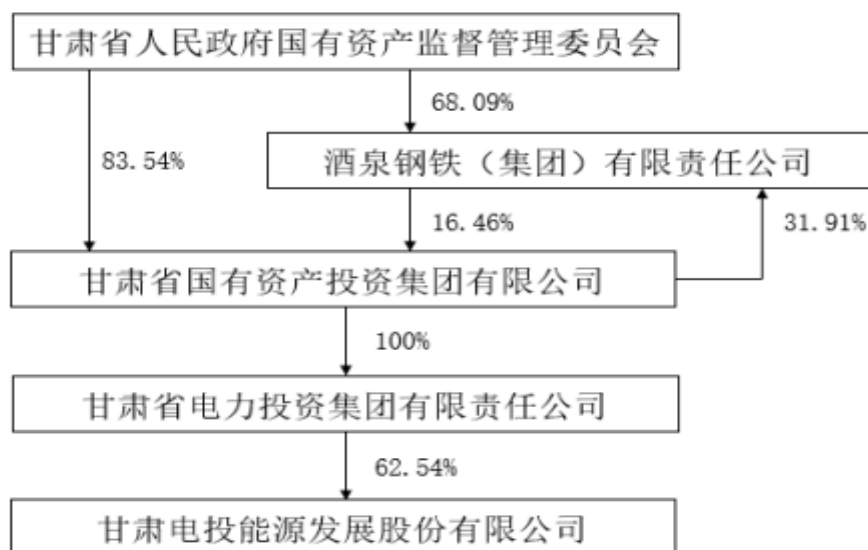 甘肃省人民政府国有资产监督管理委员会
68.09%
83.54%
酒泉钢铁（集团）有限责任公司
16.46%
31.91%
甘肃省国有资产投资集团有限公司
100%
甘肃省电力投资集团有限责任公司
62.54%
甘肃电投能源发展股份有限公司